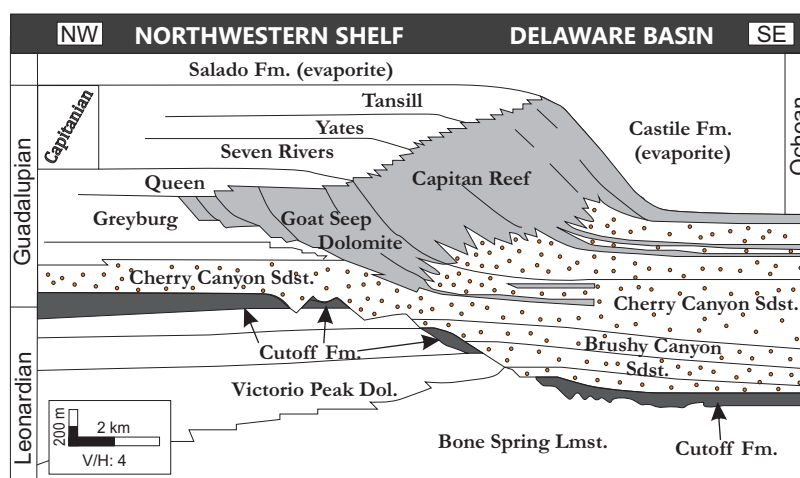 NW NORTHWESTERN SHELF DELAWARE BASIN SE
Salado Fm. (evaporite)
Tansill
Yates
Seven Rivers
Capitanian
Castile Fm.
(evaporite)
Ochoan
Guadalupian
Queen
Capitan Reef
Greyburg
Goat Seep
Dolomite
Cherry Canyon Sdst.
Cherry Canyon Sdst.
Cutoff Fm.
Brushy Canyon
Sdst.
Leonardian
Victorio Peak Dol.
200 m
2 km
V/H: 4
Bone Spring Lmst.
Cutoff Fm.